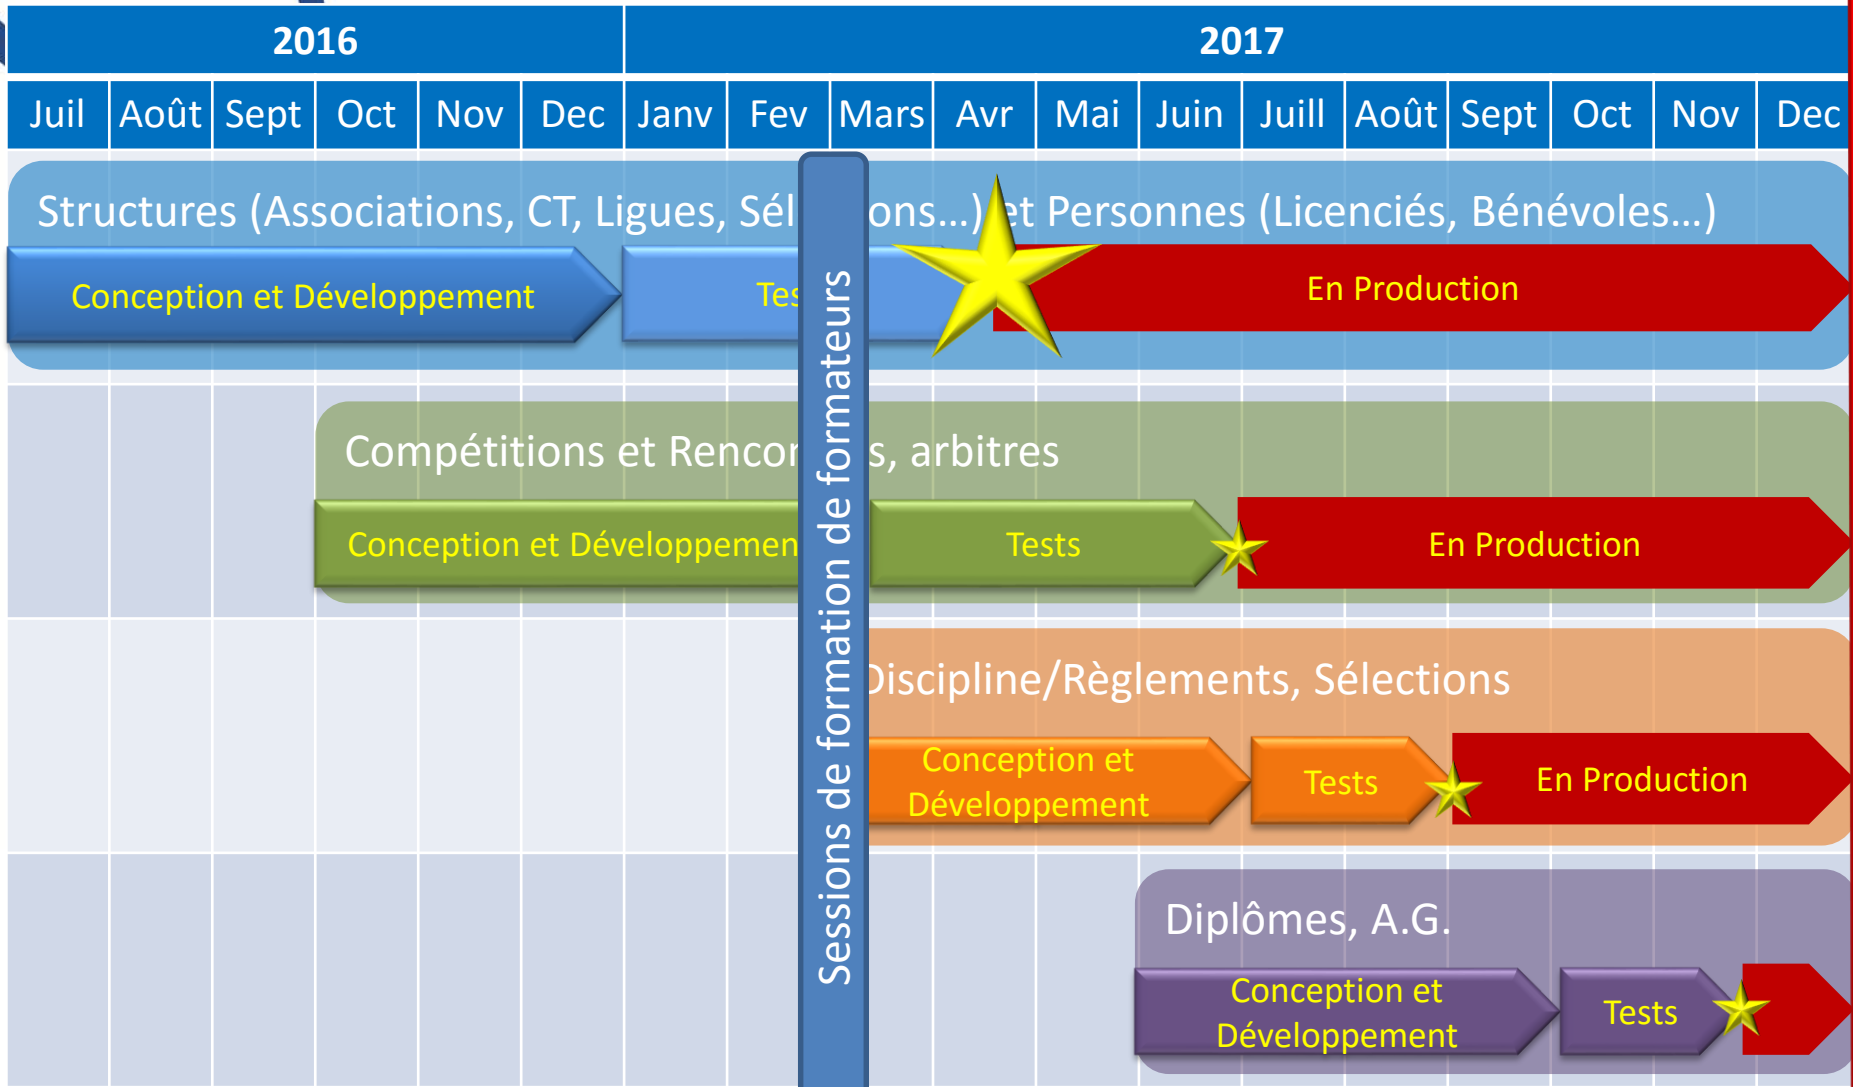 2016 2017
Juil Août Sept Oct Nov Dec Janv Fev Mars Avr Mai Juin Juill Août Sept Oct Nov Dec
Structures (Associations, CT, Ligues, Sél ons...) et Personnes (Licenciés, Bénévoles...)
Conception et Développement
Tes
En Production
Sessions de formation de formateurs
Compétitions et Rencon s, arbitres
Conception et Développemen
Tests
En Production
Discipline/Règlements, Sélections
Conception et
Développement
Tests
En Production
Diplômes, A.G.
Conception et
Développement
Tests